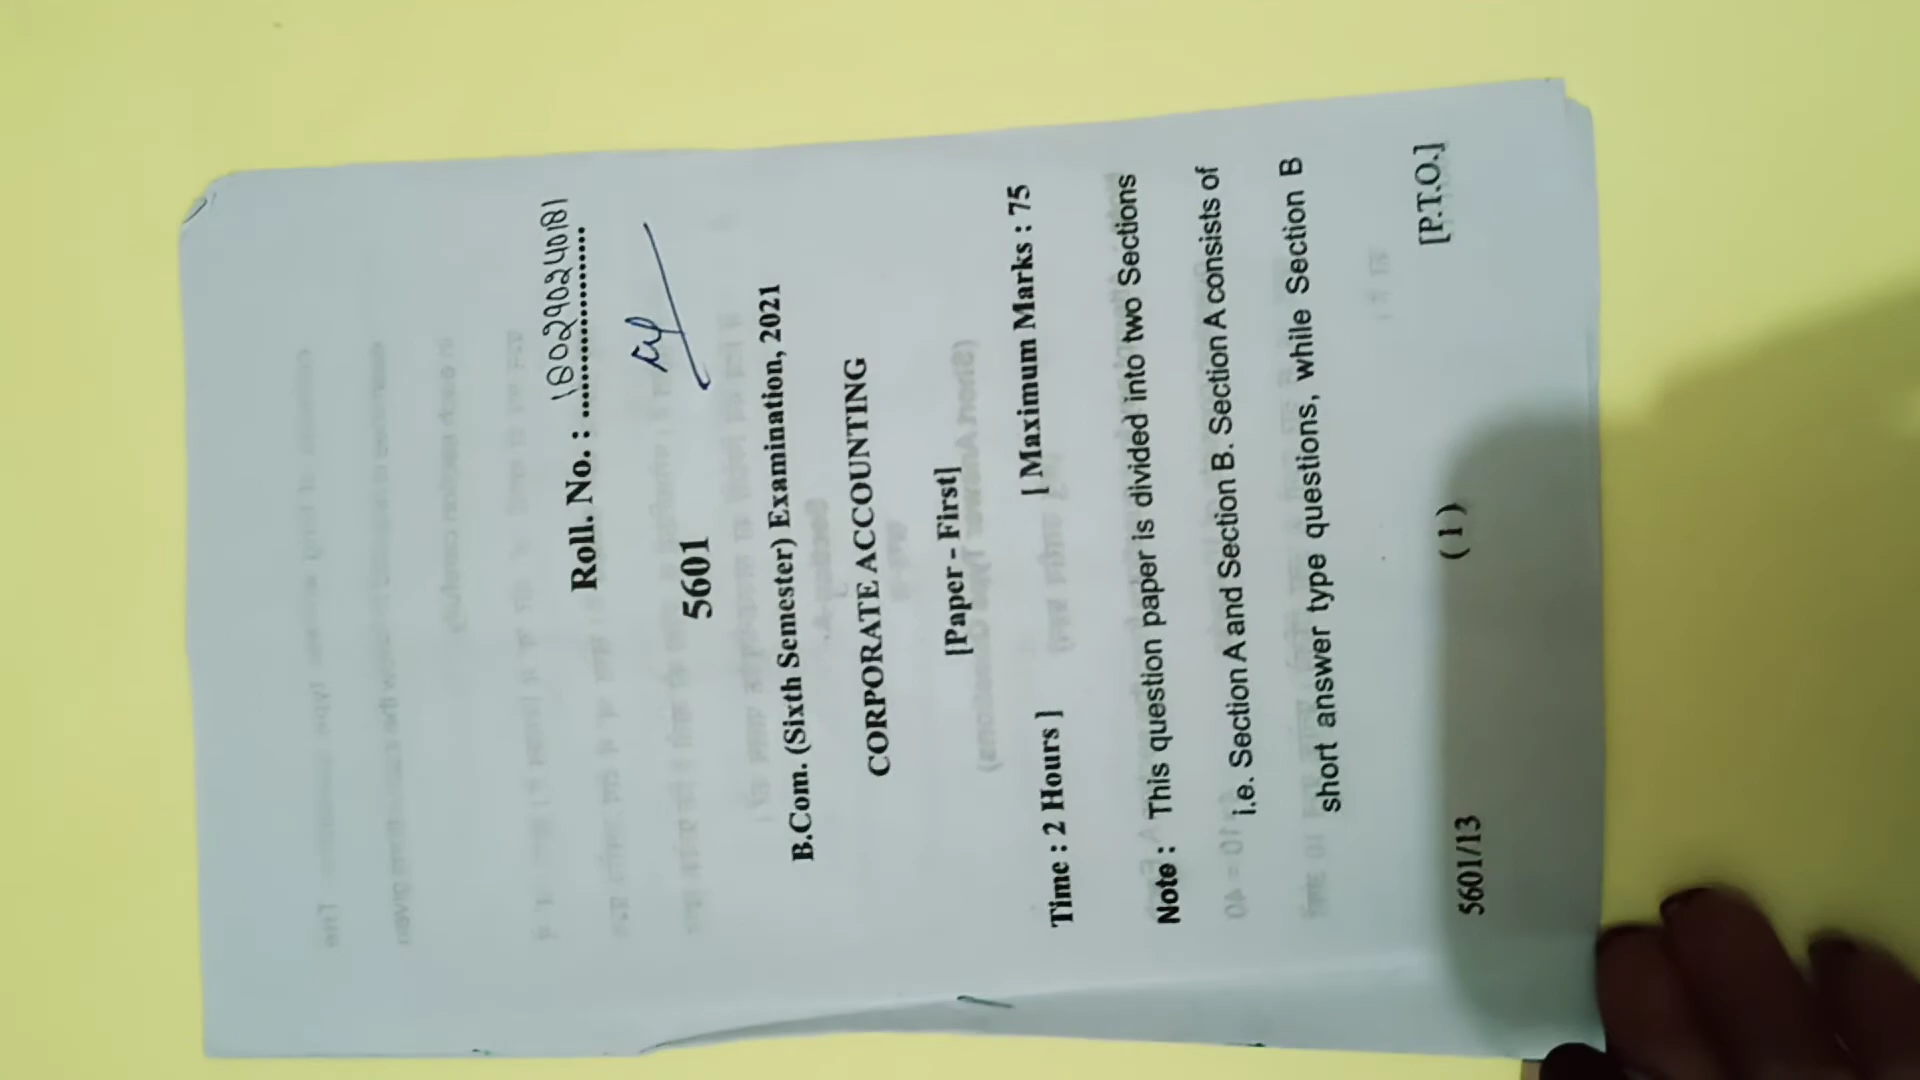 Roll. No. : 180290240181
5601
B.Com. (Sixth Semester) Examination, 2021
CORPORATE ACCOUNTING
[Paper - First]
Time : 2 Hours ] [ Maximum Marks : 75
Note : This question paper is divided into two Sections
i.e. Section A and Section B. Section A consists of
short answer type questions, while Section B
5601/13 ( 1 ) [P.T.O.]